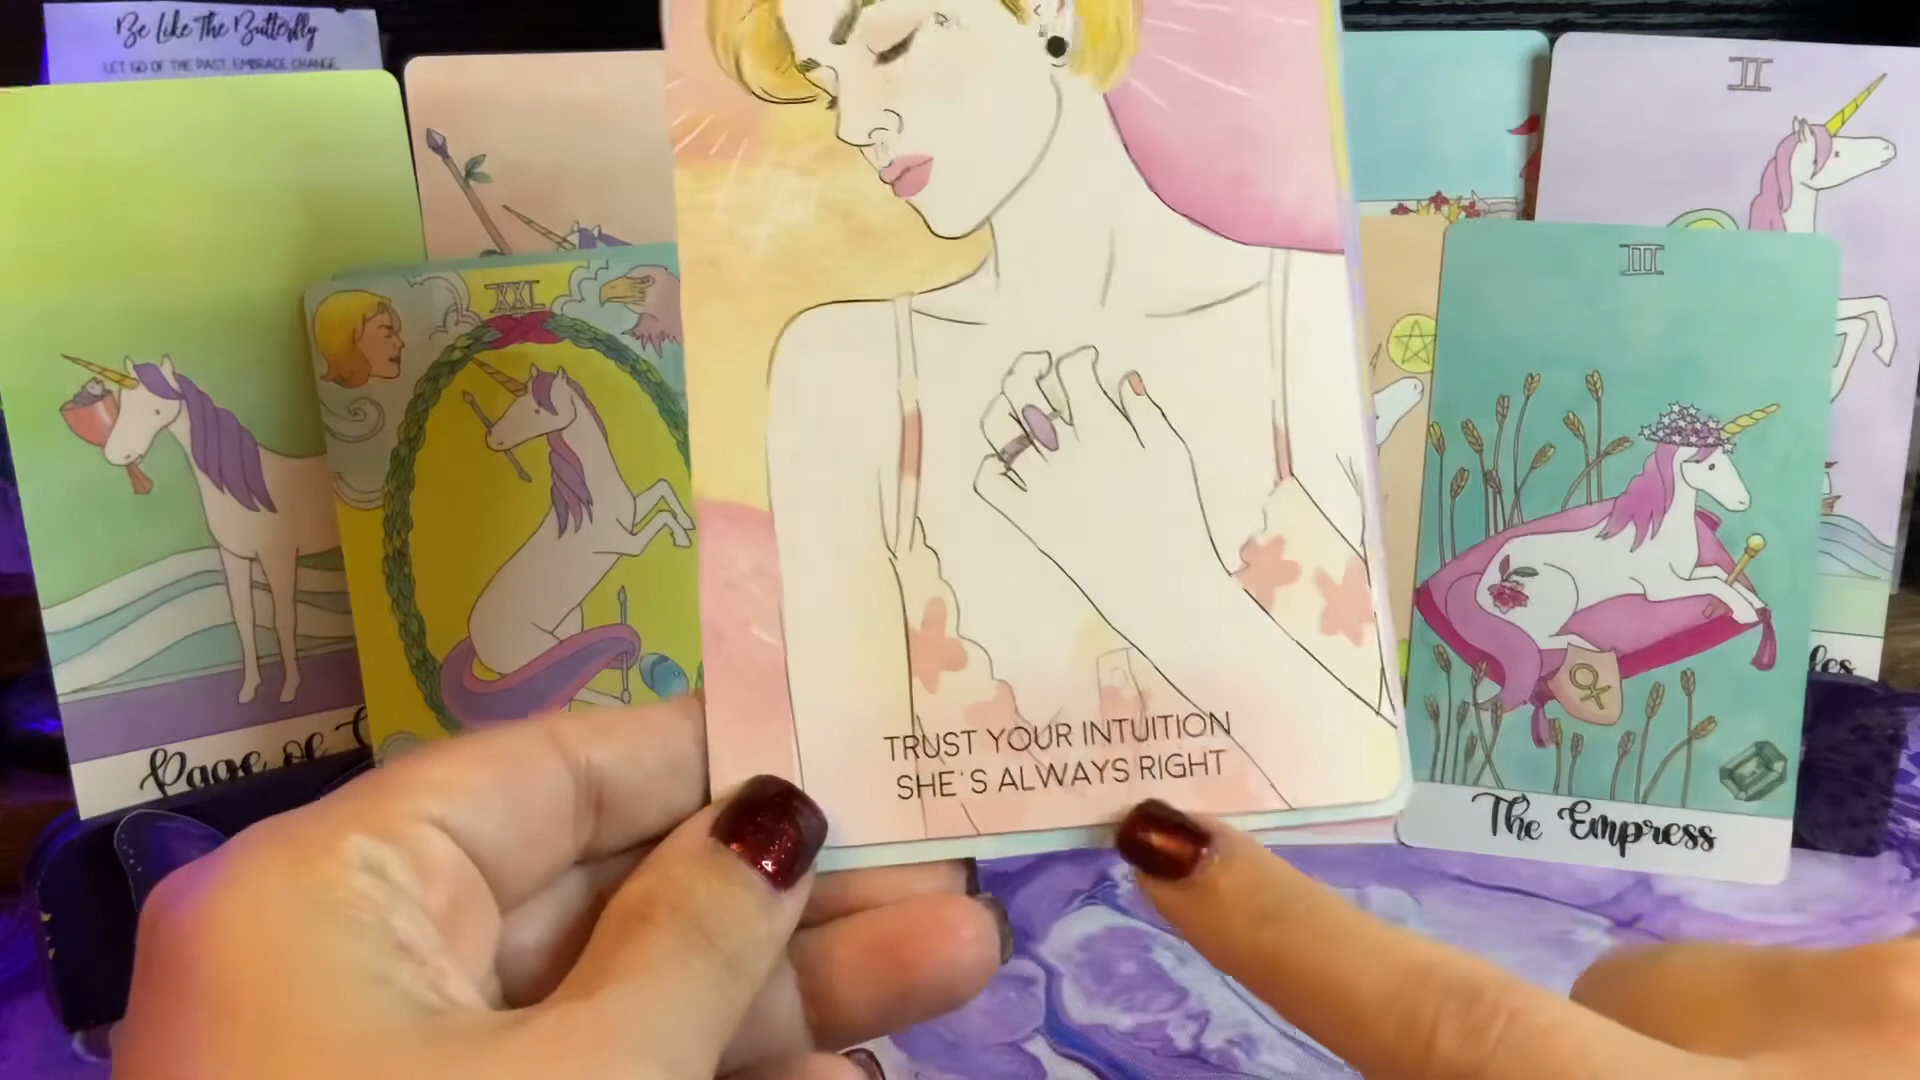 Be Like The Butterfly
LET GO OF THE PAST, EMBRACE CHANGE
II
III
XXI
TRUST YOUR INTUITION
SHE'S ALWAYS RIGHT
Page of
The Empress